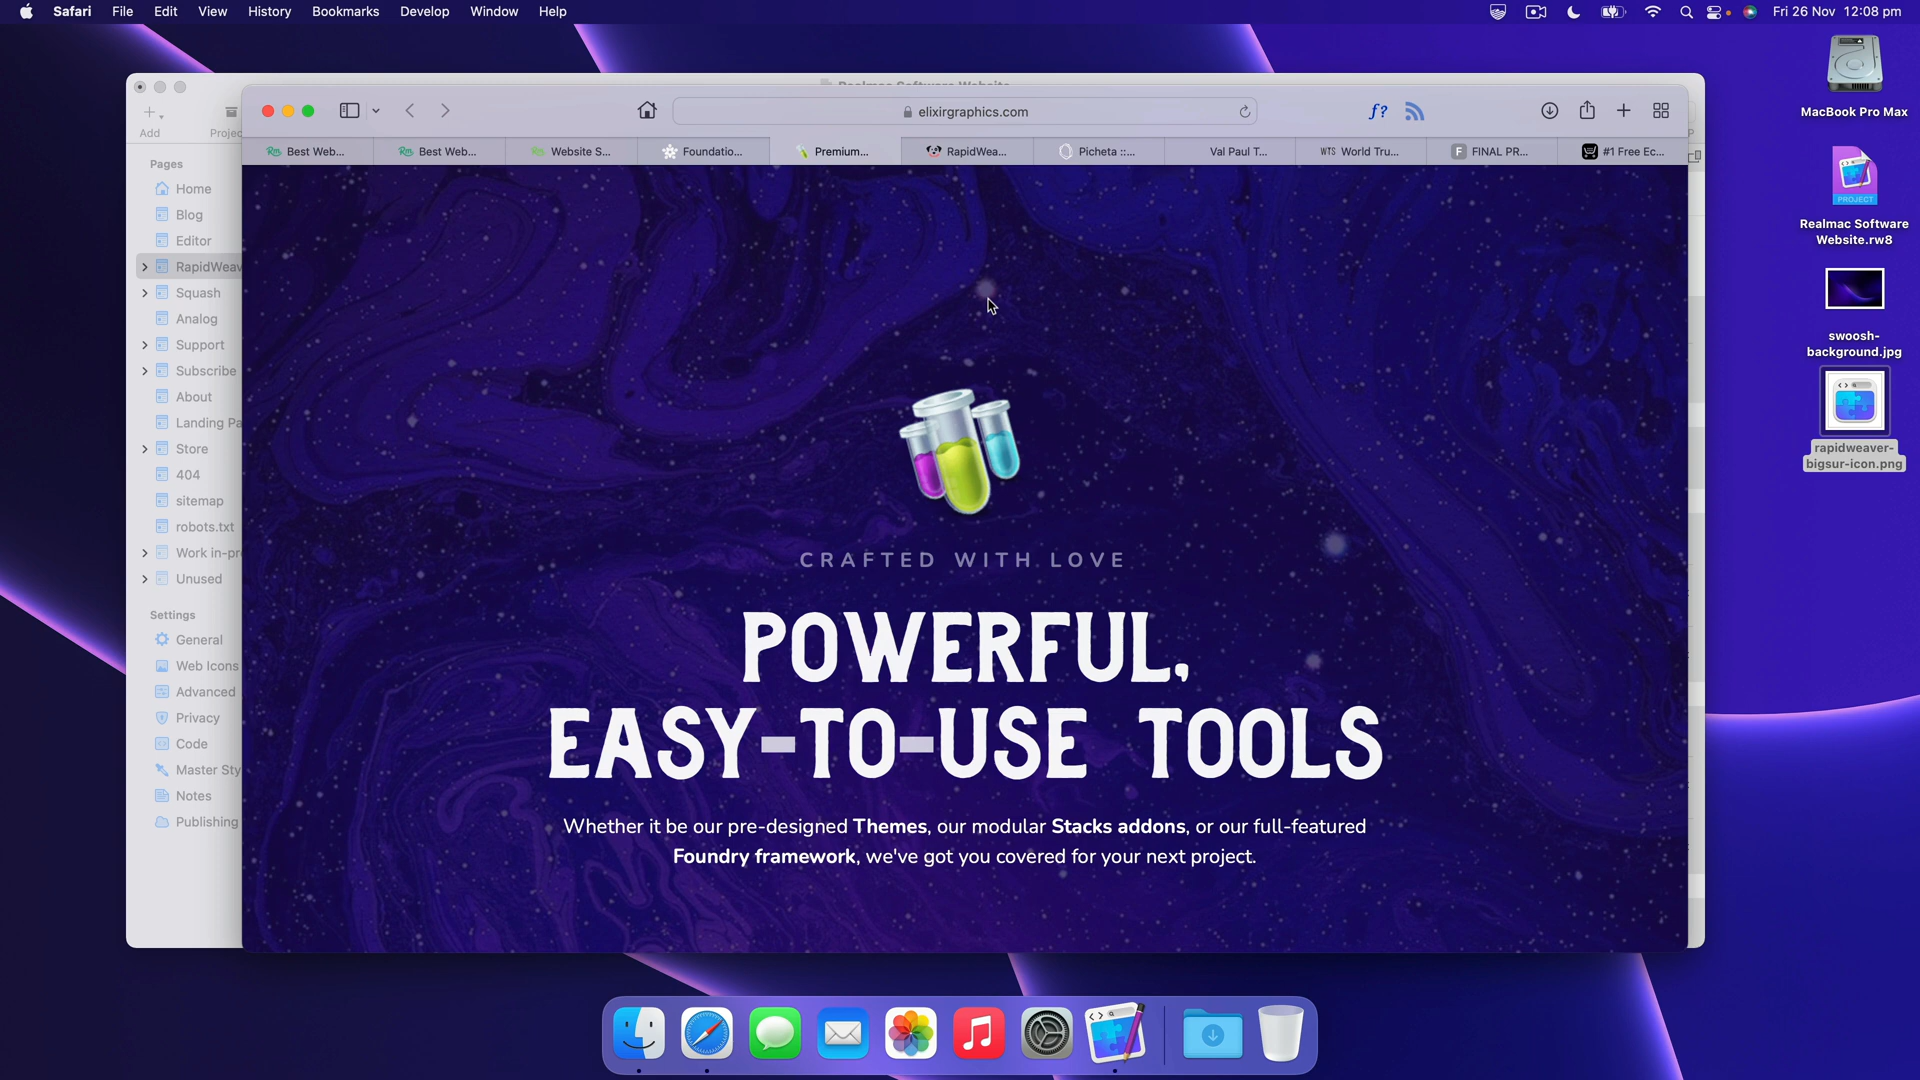 Safari File Edit View History Bookmarks Develop Window Help Fri 26 Nov 12:08 pm
Realmac Software Website
elixirgraphics.com
f?
Add Projec
Best Web... Best Web... Website S... Foundatio... Premium... RapidWea... Picheta ::... Val Paul T... WTS World Tru... F FINAL PR... #1 Free Ec...
Pages
Home
Blog
Editor
RapidWeav
Squash
Analog
Support
Subscribe
About
Landing Pa
Store
404
sitemap
robots.txt
Work in-pr
Unused
Settings
General
Web Icons
Advanced
Privacy
Code
Master Sty
Notes
Publishing
CRAFTED WITH LOVE
POWERFUL,
EASY-TO-USE TOOLS
Whether it be our pre-designed Themes, our modular Stacks addons, or our full-featured
Foundry framework, we've got you covered for your next project.
MacBook Pro Max
PROJECT
Realmac Software
Website.rw8
swoosh-
background.jpg
rapidweaver-
bigsur-icon.png